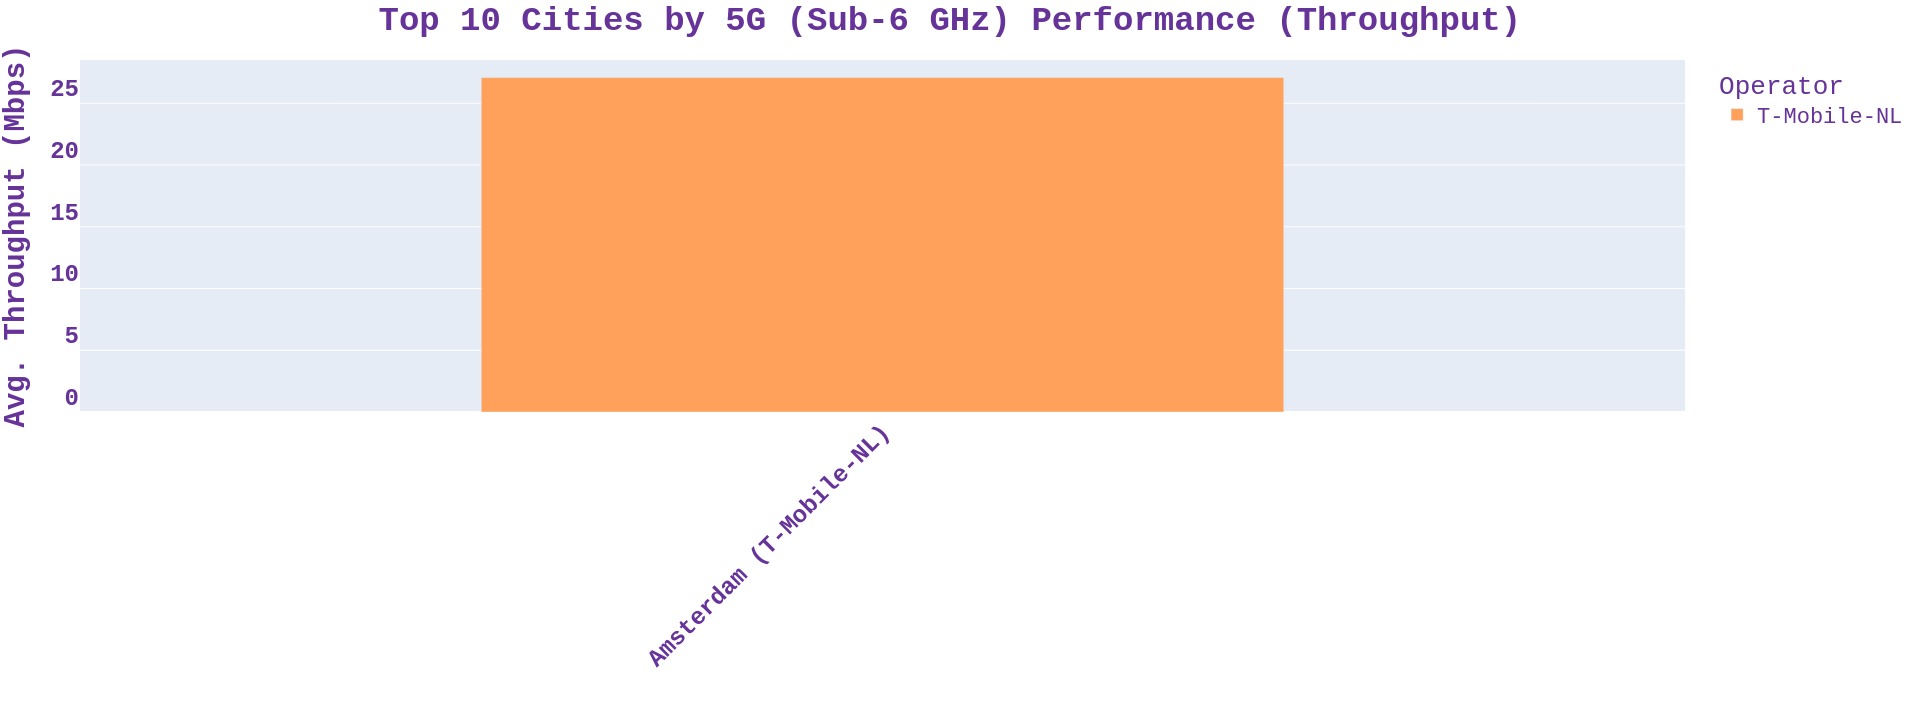 Top 10 Cities by 5G (Sub-6 GHz) Performance (Throughput)
Avg. Throughput (Mbps)
25
20
15
10
5
0
Amsterdam (T-Mobile-NL)
Operator
T-Mobile-NL